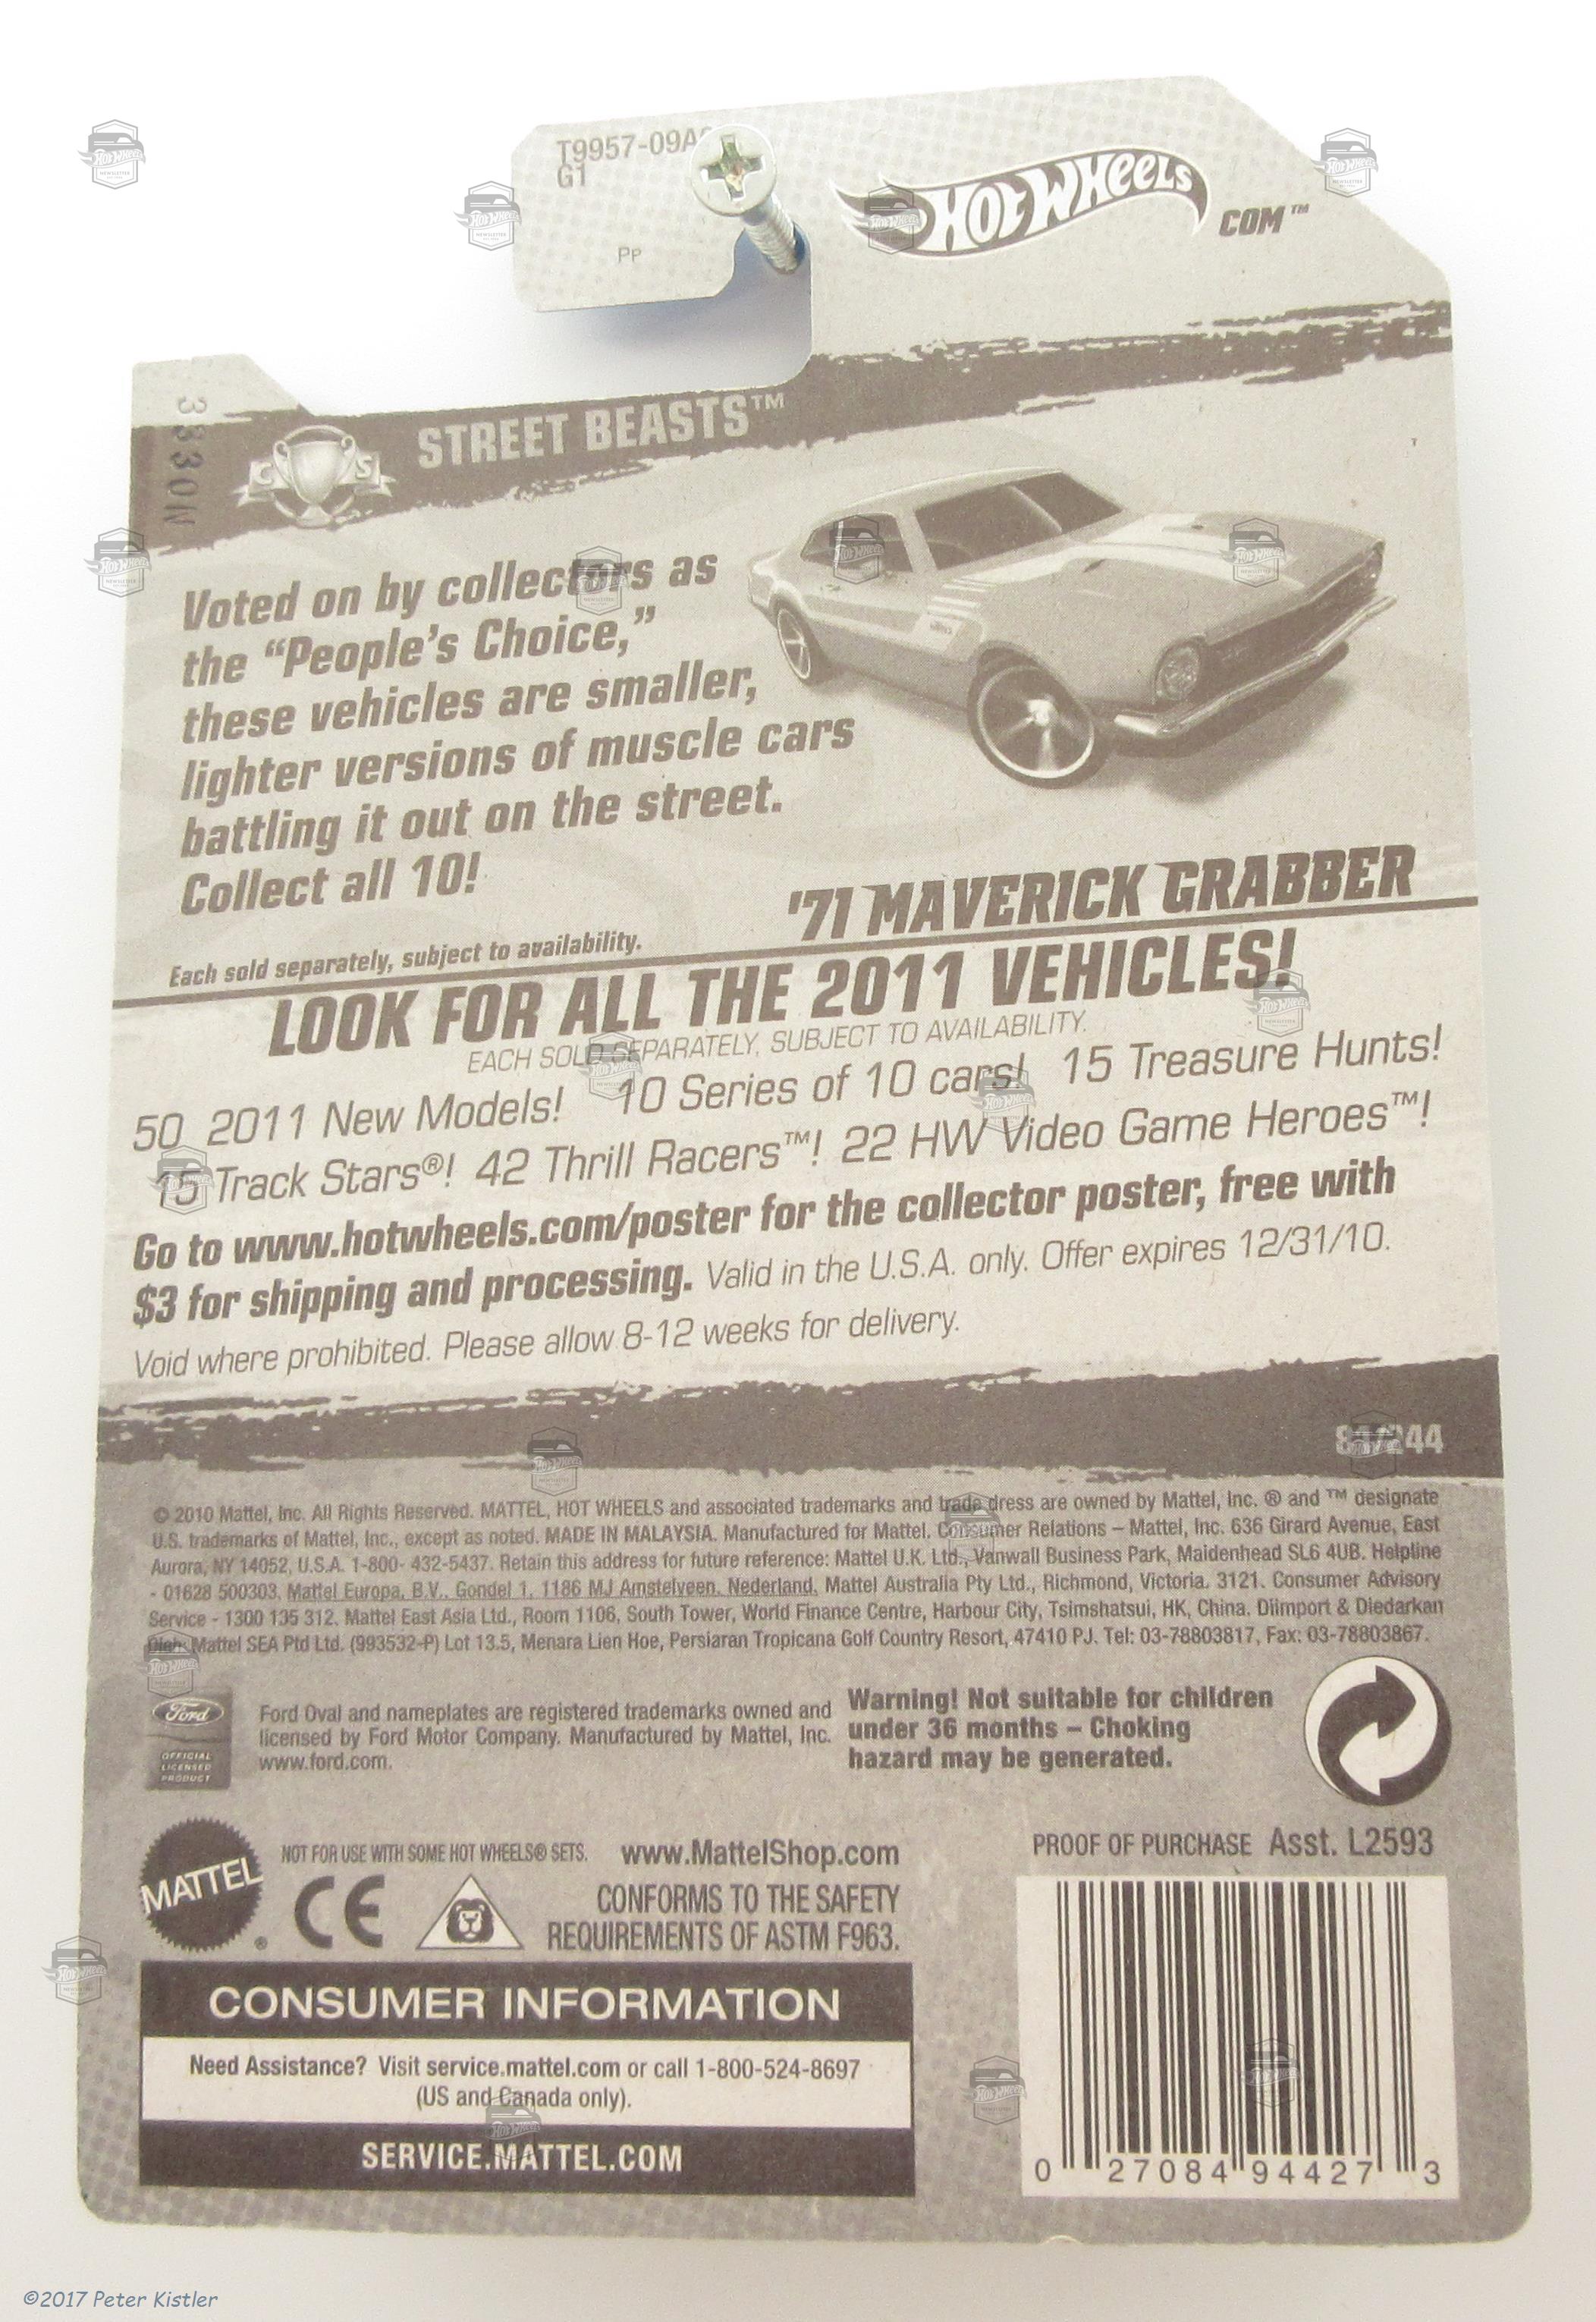 T9957-09A
G1
PP
HOT WHEELS
COM™
3330W
CS
STREET BEASTS™
Voted on by collectors as
the “People’s Choice,”
these vehicles are smaller,
lighter versions of muscle cars
battling it out on the street.
Collect all 10!
'71 MAVERICK GRABBER
Each sold separately, subject to availability.
LOOK FOR ALL THE 2011 VEHICLES!
EACH SOLD SEPARATELY, SUBJECT TO AVAILABILITY.
50 2011 New Models! 10 Series of 10 cars! 15 Treasure Hunts!
15 Track Stars®! 42 Thrill Racers™! 22 HW Video Game Heroes™!
Go to www.hotwheels.com/poster for the collector poster, free with
$3 for shipping and processing. Valid in the U.S.A. only. Offer expires 12/31/10.
Void where prohibited. Please allow 8-12 weeks for delivery.
© 2010 Mattel, Inc. All Rights Reserved. MATTEL, HOT WHEELS and associated trademarks and trade dress are owned by Mattel, Inc. ® and ™ designate
U.S. trademarks of Mattel, Inc., except as noted. MADE IN MALAYSIA. Manufactured for Mattel. Consumer Relations – Mattel, Inc. 636 Girard Avenue, East
Aurora, NY 14052, U.S.A. 1-800- 432-5437. Retain this address for future reference: Mattel U.K. Ltd., Vanwall Business Park, Maidenhead SL6 4UB. Helpline
- 01628 500303. Mattel Europa, B.V., Gondel 1, 1186 MJ Amstelveen, Nederland. Mattel Australia Pty Ltd., Richmond, Victoria. 3121. Consumer Advisory
Service - 1300 135 312. Mattel East Asia Ltd., Room 1106, South Tower, World Finance Centre, Harbour City, Tsimshatsui, HK, China. Diimport & Diedarkan
Oleh: Mattel SEA Ptd Ltd. (993532-P) Lot 13.5, Menara Lien Hoe, Persiaran Tropicana Golf Country Resort, 47410 PJ. Tel: 03-78803817, Fax: 03-78803867.
Ford
OFFICIAL
LICENSED
PRODUCT
Ford Oval and nameplates are registered trademarks owned and
licensed by Ford Motor Company. Manufactured by Mattel, Inc.
www.ford.com.
Warning! Not suitable for children
under 36 months – Choking
hazard may be generated.
MATTEL ®
NOT FOR USE WITH SOME HOT WHEELS® SETS. www.MattelShop.com
CE
CONFORMS TO THE SAFETY
REQUIREMENTS OF ASTM F963.
PROOF OF PURCHASE Asst. L2593
CONSUMER INFORMATION
Need Assistance? Visit service.mattel.com or call 1-800-524-8697
(US and Canada only).
SERVICE.MATTEL.COM
0 27084 94427 3
©2017 Peter Kistler